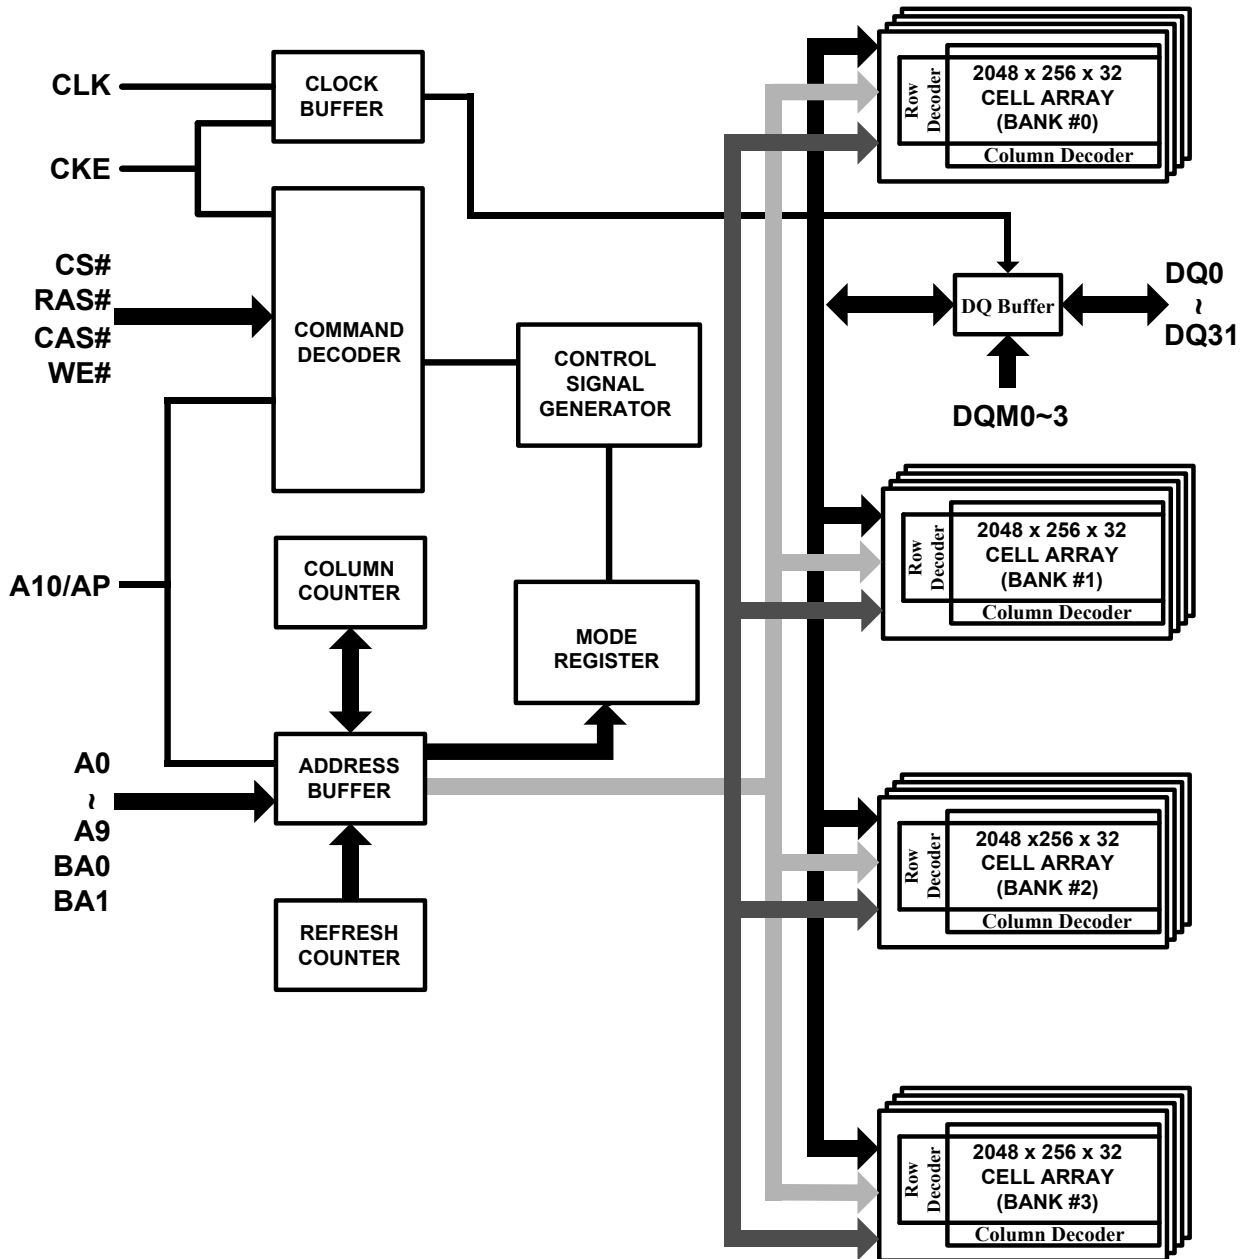 CLK
CKE
CS#
RAS#
CAS#
WE#
A10/AP
A0
~
A9
BA0
BA1
CLOCK
BUFFER
COMMAND
DECODER
COLUMN
COUNTER
ADDRESS
BUFFER
REFRESH
COUNTER
CONTROL
SIGNAL
GENERATOR
MODE
REGISTER
Row
Decoder
2048 x 256 x 32
CELL ARRAY
(BANK #0)
Column Decoder
DQ Buffer
DQ0
~
DQ31
DQM0~3
Row
Decoder
2048 x 256 x 32
CELL ARRAY
(BANK #1)
Column Decoder
Row
Decoder
2048 x256 x 32
CELL ARRAY
(BANK #2)
Column Decoder
Row
Decoder
2048 x 256 x 32
CELL ARRAY
(BANK #3)
Column Decoder